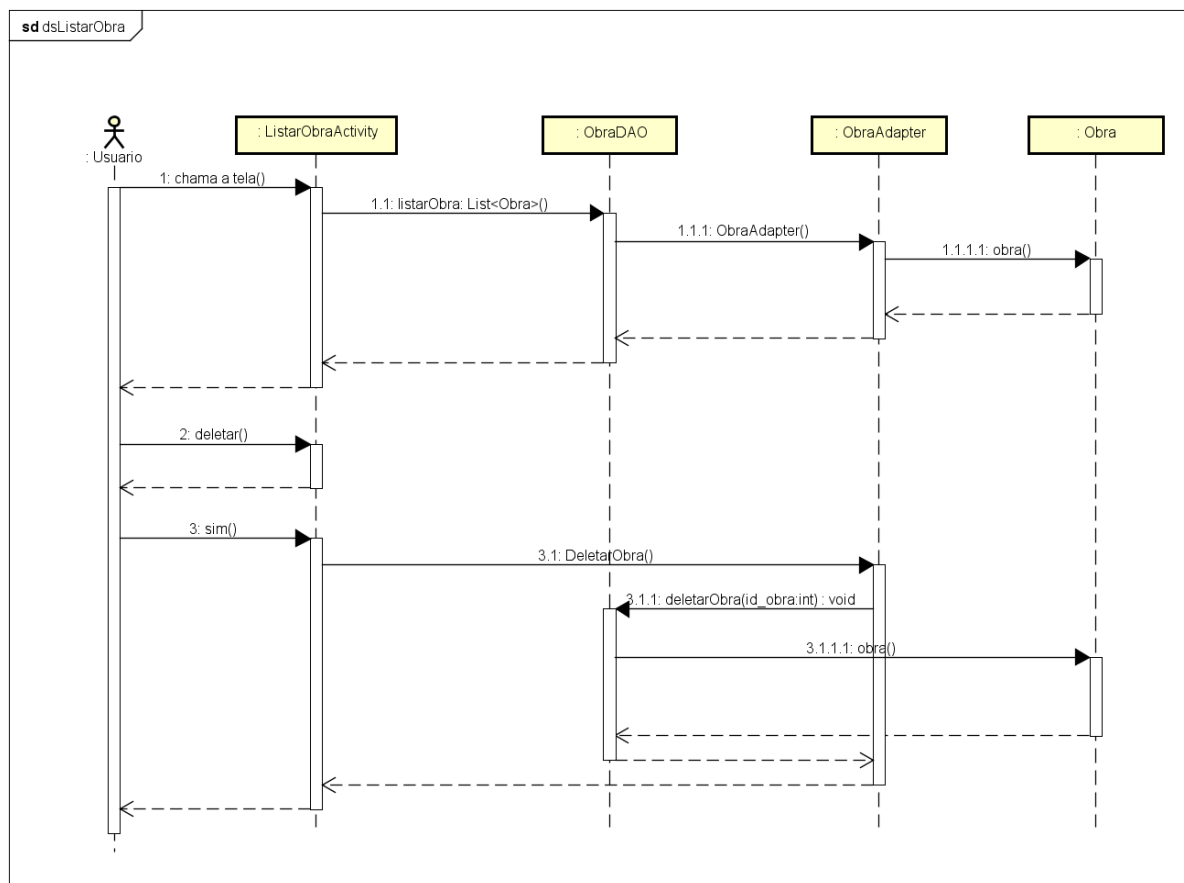 sd dsListarObra
: Usuario
: ListarObraActivity
: ObraDAO
: ObraAdapter
: Obra
1: chama a tela()
1.1: listarObra: List<Obra>()
1.1.1: ObraAdapter()
1.1.1.1: obra()
2: deletar()
3: sim()
3.1: DeletarObra()
3.1.1: deletarObra(id_obra:int) : void
3.1.1.1: obra()